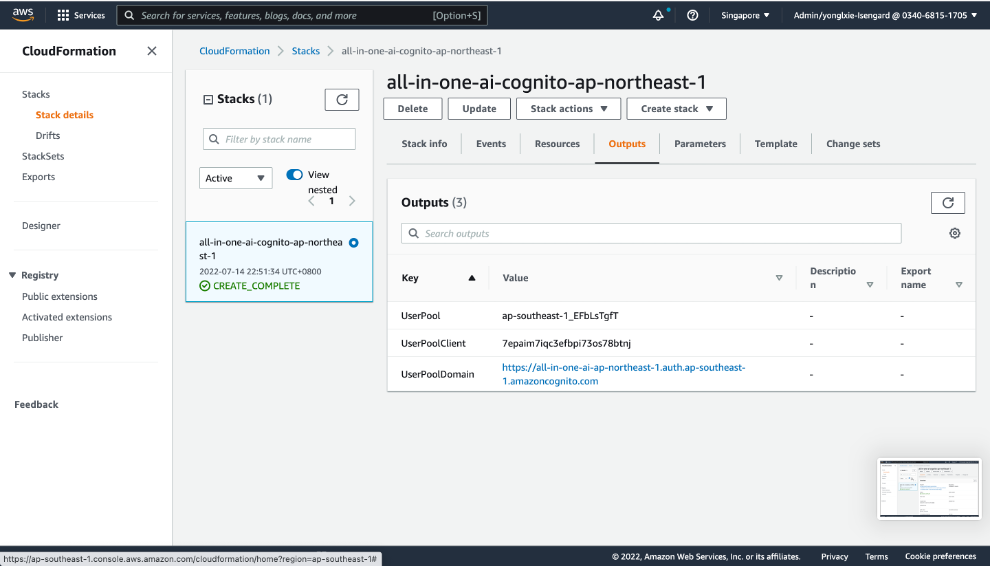 aws
Services
Search for services, features, blogs, docs, and more
[Option+S]
Singapore
Admin/yonglxie-Isengard @ 0340-6815-1705
CloudFormation
Stacks
Stack details
Drifts
StackSets
Exports
Designer
Registry
Public extensions
Activated extensions
Publisher
Feedback
CloudFormation
Stacks
all-in-one-ai-cognito-ap-northeast-1
Stacks (1)
Filter by stack name
Active
View
nested
1
all-in-one-ai-cognito-ap-northea
st-1
2022-07-14 22:51:34 UTC+0800
CREATE_COMPLETE
all-in-one-ai-cognito-ap-northeast-1
Delete
Update
Stack actions
Create stack
Stack info
Events
Resources
Outputs
Parameters
Template
Change sets
Outputs (3)
Search outputs
Key
Value
Descriptio
n
Export
name
UserPool
ap-southeast-1_EFbLsTgfT
-
-
UserPoolClient
7epaim7iqc3efbpi73os78btnj
-
-
UserPoolDomain
https://all-in-one-ai-ap-northeast-1.auth.ap-southeast-
1.amazoncognito.com
-
-
https://ap-southeast-1.console.aws.amazon.com/cloudformation/home?region=ap-southeast-1#
© 2022, Amazon Web Services, Inc. or its affiliates.
Privacy
Terms
Cookie preferences